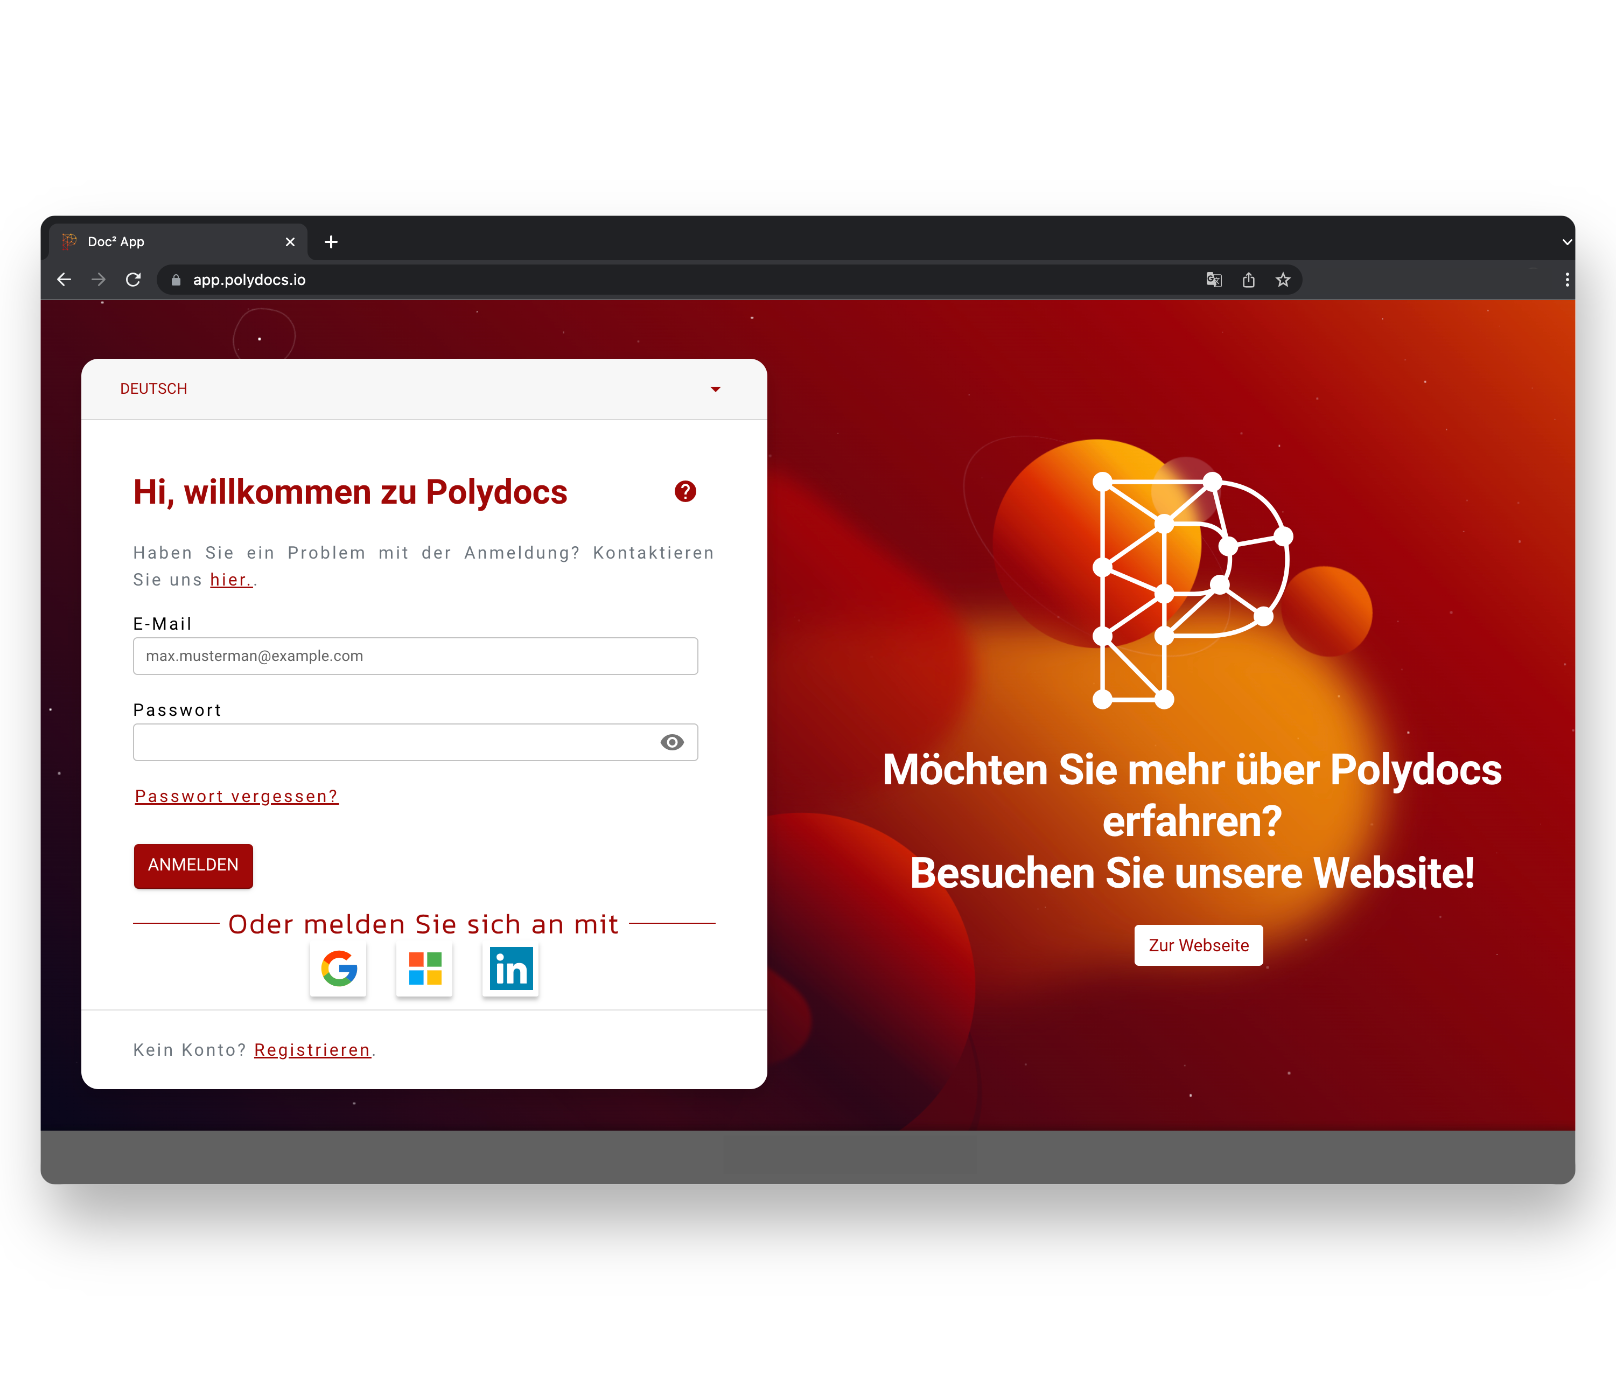 Doc² App
app.polydocs.io
DEUTSCH
Hi, willkommen zu Polydocs
Haben Sie ein Problem mit der Anmeldung? Kontaktieren
Sie uns hier..
E-Mail
max.musterman@example.com
Passwort
Passwort vergessen?
ANMELDEN
Oder melden Sie sich an mit
in
Kein Konto? Registrieren.
Möchten Sie mehr über Polydocs
erfahren?
Besuchen Sie unsere Website!
Zur Webseite